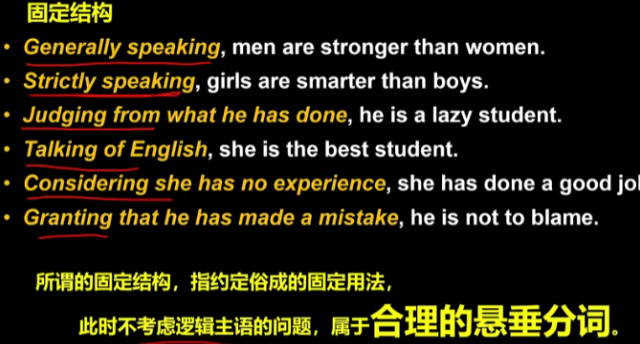 固定结构
• Generally speaking, men are stronger than women.
• Strictly speaking, girls are smarter than boys.
• Judging from what he has done, he is a lazy student.
• Talking of English, she is the best student.
• Considering she has no experience, she has done a good jo
• Granting that he has made a mistake, he is not to blame.
所谓的固定结构，指约定俗成的固定用法，
此时不考虑逻辑主语的问题，属于合理的悬垂分词。